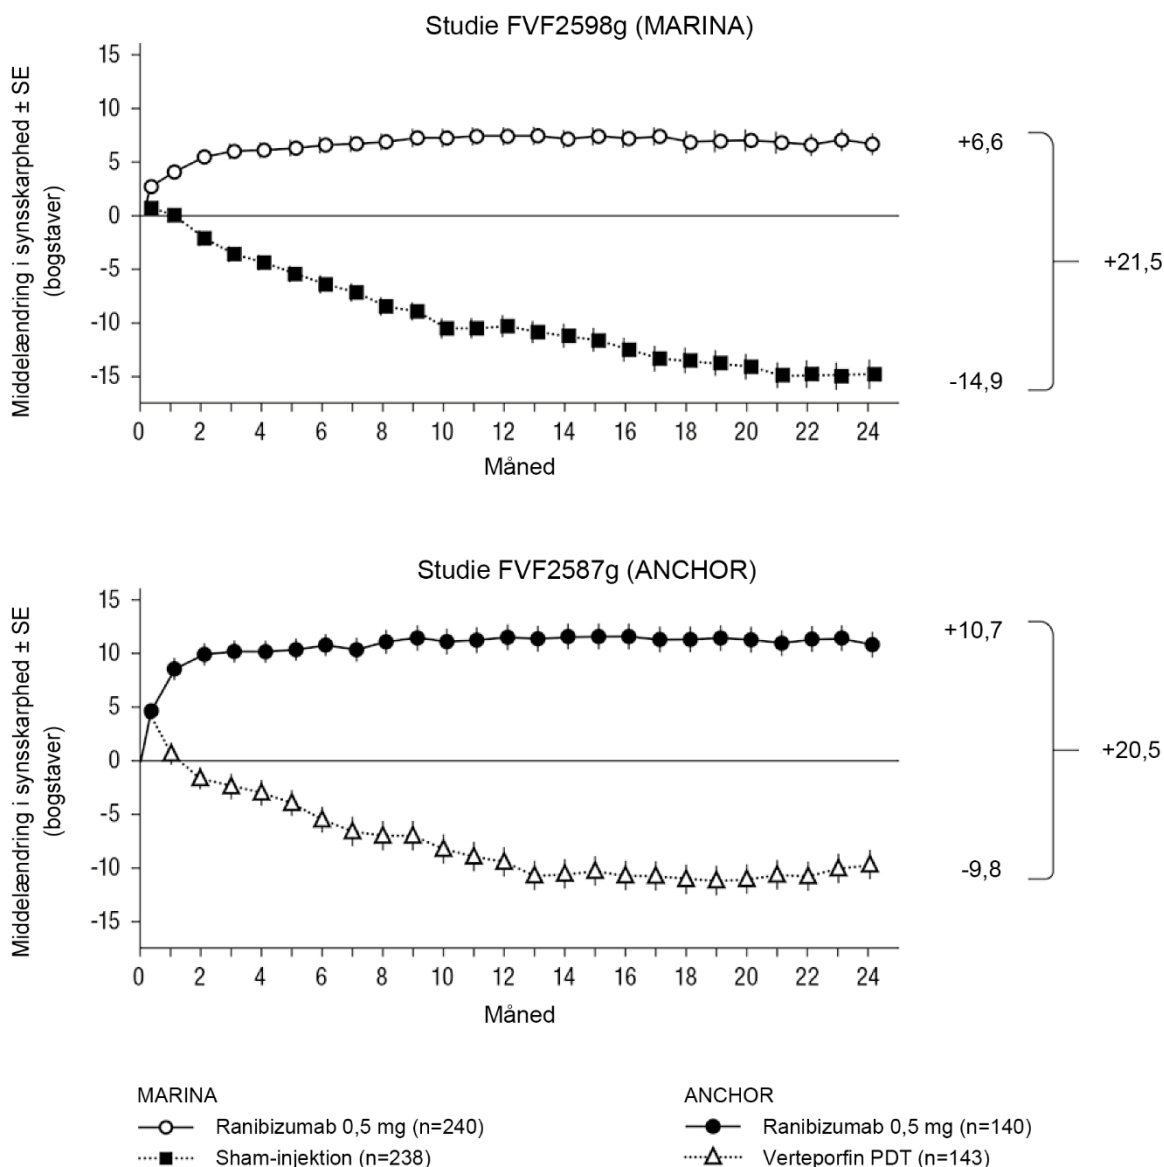 Studie FVF2598g (MARINA)
Middelændring i synsskarphed ± SE
(bogstaver)
15
10
5
0
-5
-10
-15
0 2 4 6 8 10 12 14 16 18 20 22 24
Måned
+6,6
+21,5
-14,9
Studie FVF2587g (ANCHOR)
Middelændring i synsskarphed ± SE
(bogstaver)
15
10
5
0
-5
-10
-15
0 2 4 6 8 10 12 14 16 18 20 22 24
Måned
+10,7
+20,5
-9,8
MARINA
Ranibizumab 0,5 mg (n=240)
Sham-injektion (n=238)
ANCHOR
Ranibizumab 0,5 mg (n=140)
Verteporfin PDT (n=143)